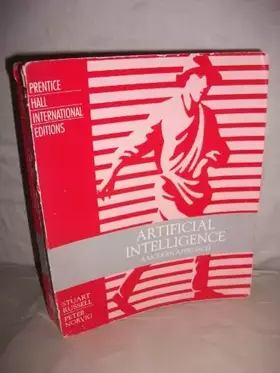 PRENTICE
HALL
INTERNATIONAL
EDITIONS
ARTIFICIAL
INTELLIGENCE
A MODERN APPROACH
STUART
RUSSELL
PETER
NORVIG